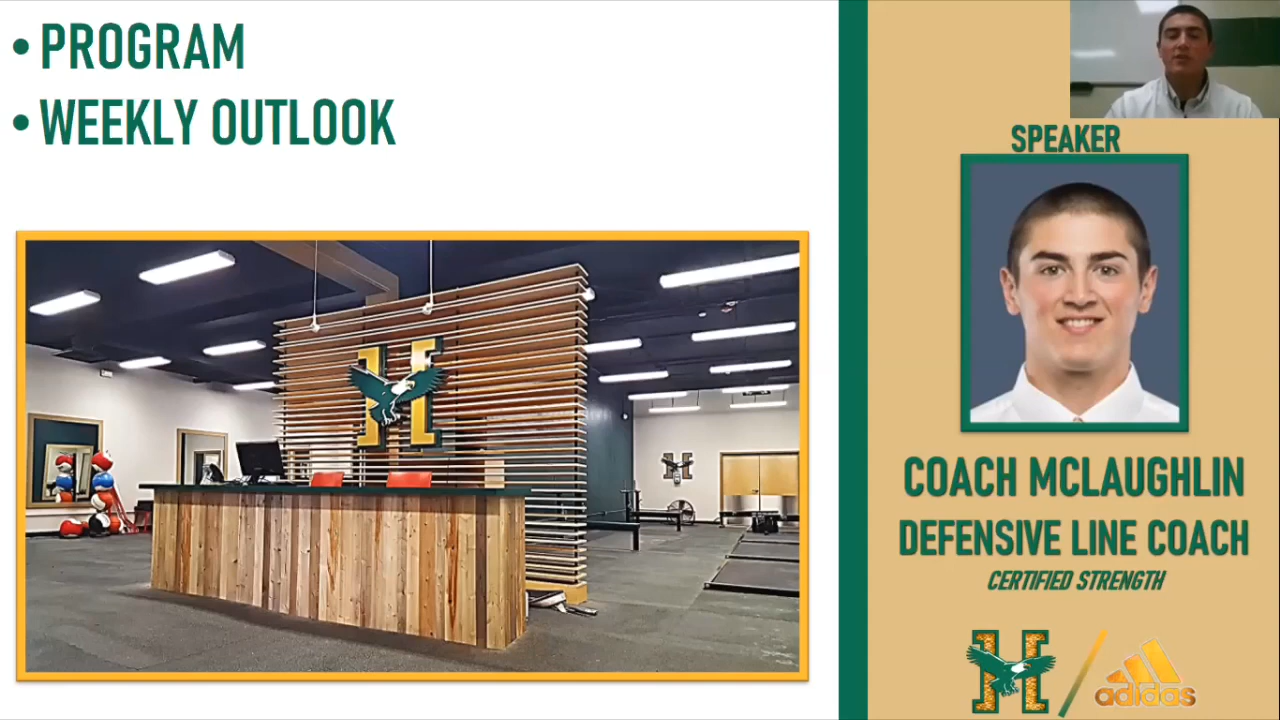 • PROGRAM
• WEEKLY OUTLOOK
H
H
SPEAKER
COACH MCLAUGHLIN
DEFENSIVE LINE COACH
CERTIFIED STRENGTH
H
adidas